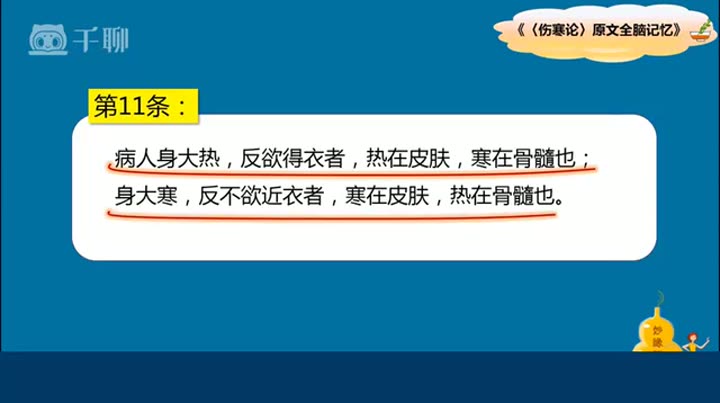 千聊
《〈伤寒论〉原文全脑记忆》
第11条：
病人身大热，反欲得衣者，热在皮肤，寒在骨髓也；
身大寒，反不欲近衣者，寒在皮肤，热在骨髓也。
妙